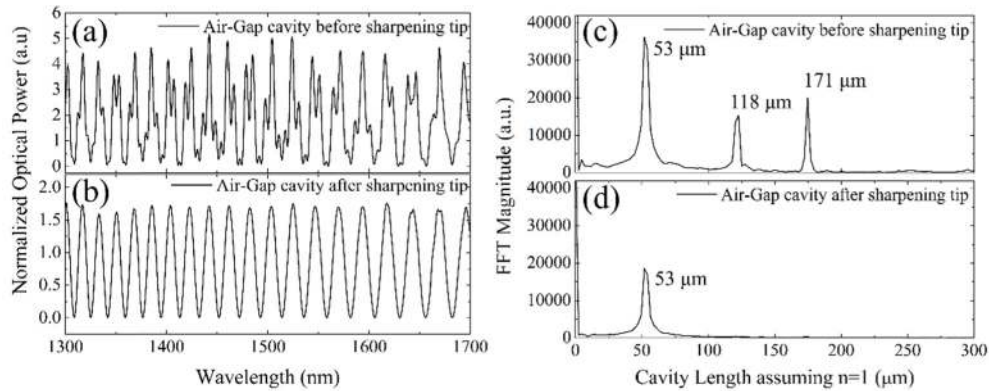 (a)
Air-Gap cavity before sharpening tip
6
5
4
3
2
1
0
(b)
Air-Gap cavity after sharpening tip
2.0
1.5
1.0
0.5
0.0
1300
1400
1500
1600
1700
Wavelength (nm)
Normalized Optical Power (a.u)
(c)
Air-Gap cavity before sharpening tip
53 μm
118 μm
171 μm
40000
30000
20000
10000
0
(d)
Air-Gap cavity after sharpening tip
53 μm
40000
30000
20000
10000
0
0
50
100
150
200
250
300
Cavity Length assuming n=1 (μm)
FFT Magnitude (a.u.)